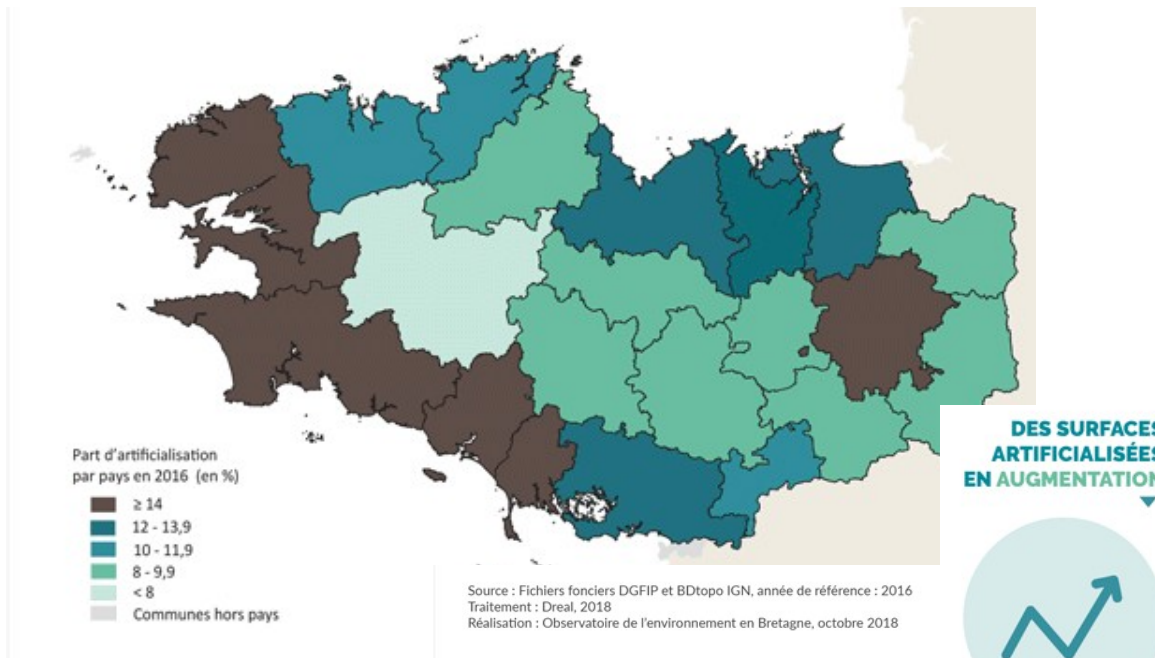 Part d'artificialisation
par pays en 2016 (en %)
≥ 14
12 - 13,9
10 - 11,9
8 - 9,9
< 8
Communes hors pays
Source : Fichiers fonciers DGFIP et BDtopo IGN, année de référence : 2016
Traitement : Dreal, 2018
Réalisation : Observatoire de l'environnement en Bretagne, octobre 2018
DES SURFACES
ARTIFICIALISÉES
EN AUGMENTATION